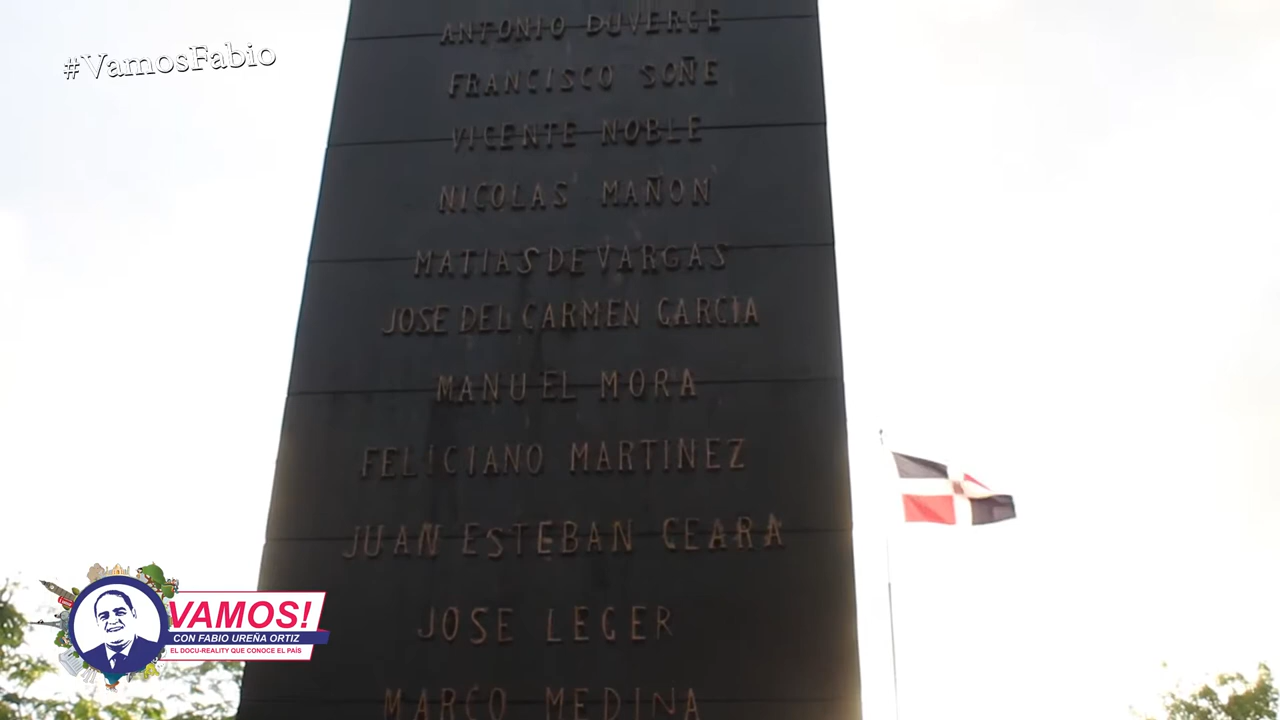 #VamosFabio
ANTONIO DUVERGE
FRANCISCO SOÑE
VICENTE NOBLE
NICOLAS MAÑON
MATIAS DE VARGAS
JOSE DEL CARMEN GARCIA
MANUEL MORA
FELICIANO MARTINEZ
JUAN ESTEBAN CEARA
JOSE LEGER
MARCO MEDINA
VAMOS!
CON FABIO UREÑA ORTIZ
EL DOCU-REALITY QUE CONOCE EL PAÍS